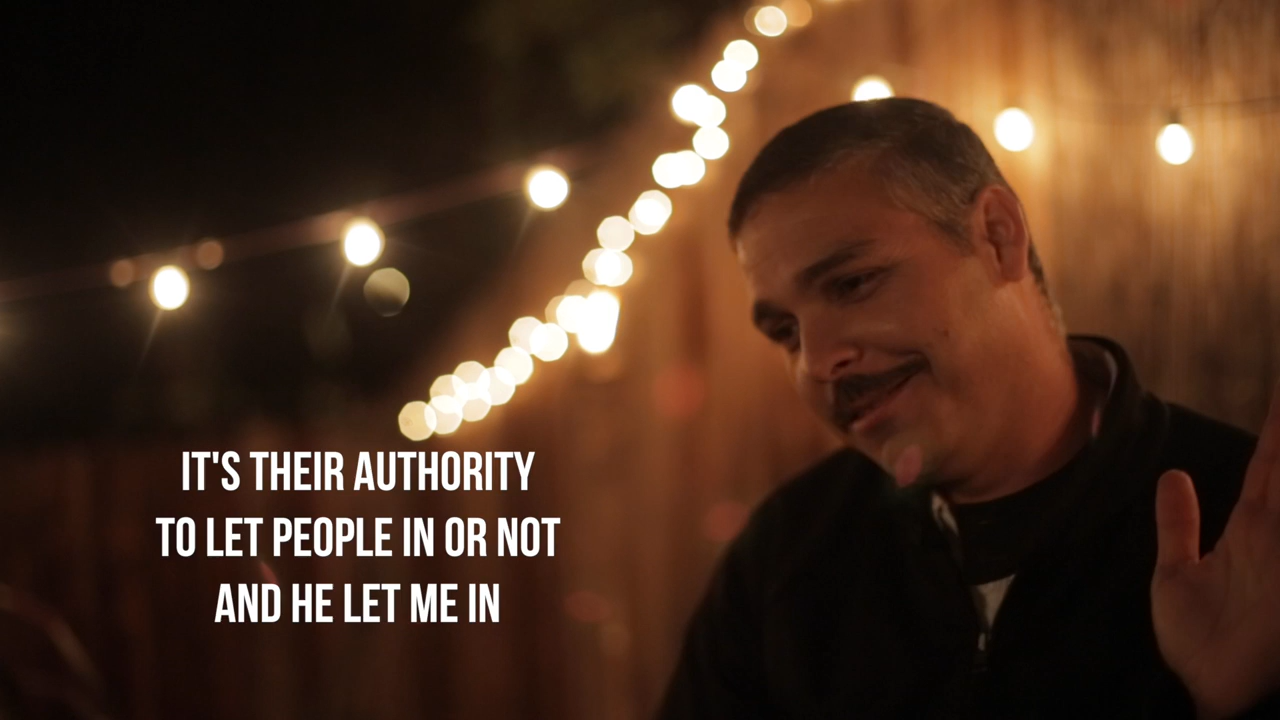 IT'S THEIR AUTHORITY
TO LET PEOPLE IN OR NOT
AND HE LET ME IN